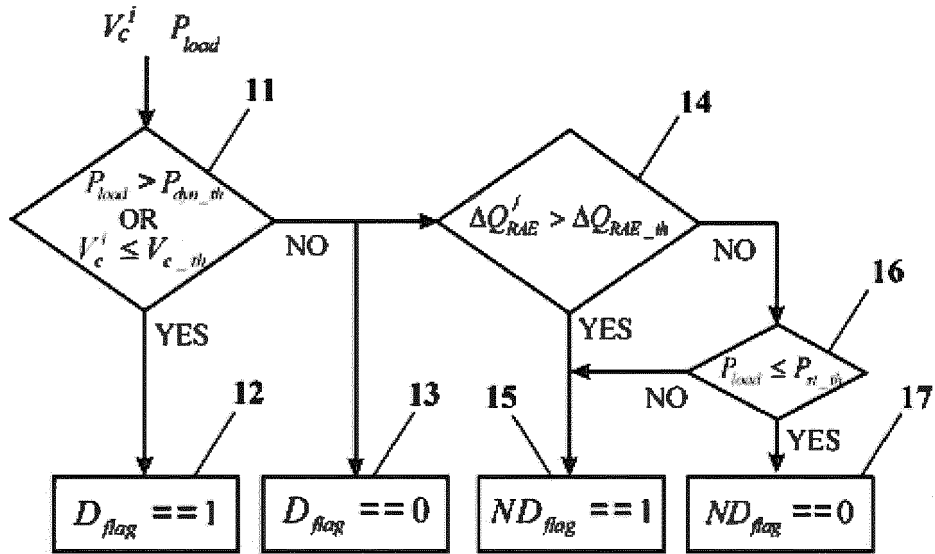 V_c^i P_load
11
14
P_load > P_dyn_th
OR
V_c^i ≤ V_c_th
NO
YES
ΔQ_RAE^j > ΔQ_RAE_th
NO
YES
16
P_load ≤ P_st_th
NO
YES
12
13
15
17
D_flag == 1
D_flag == 0
ND_flag == 1
ND_flag == 0